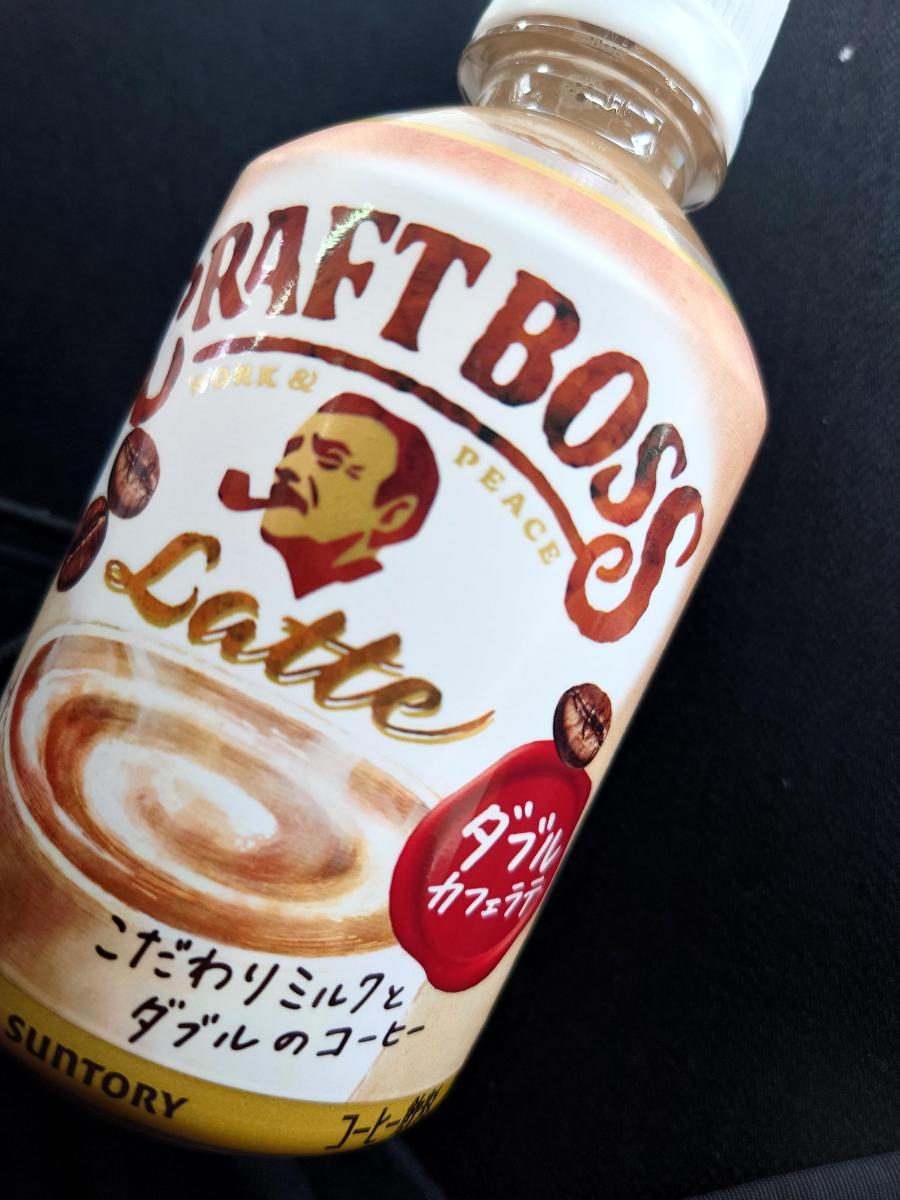 CRAFT BOSS
WORK & PEACE
Latte
ダブル
カフェラテ
こだわりミルクと
ダブルのコーヒー
SUNTORY
コーヒー飲料